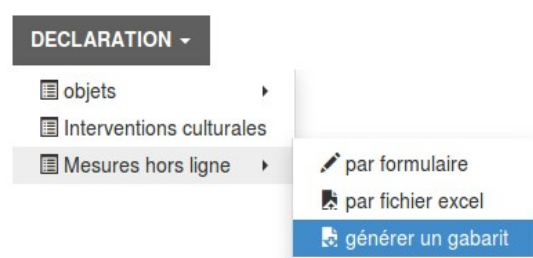 DECLARATION
objets
Interventions culturales
Mesures hors ligne
par formulaire
par fichier excel
générer un gabarit